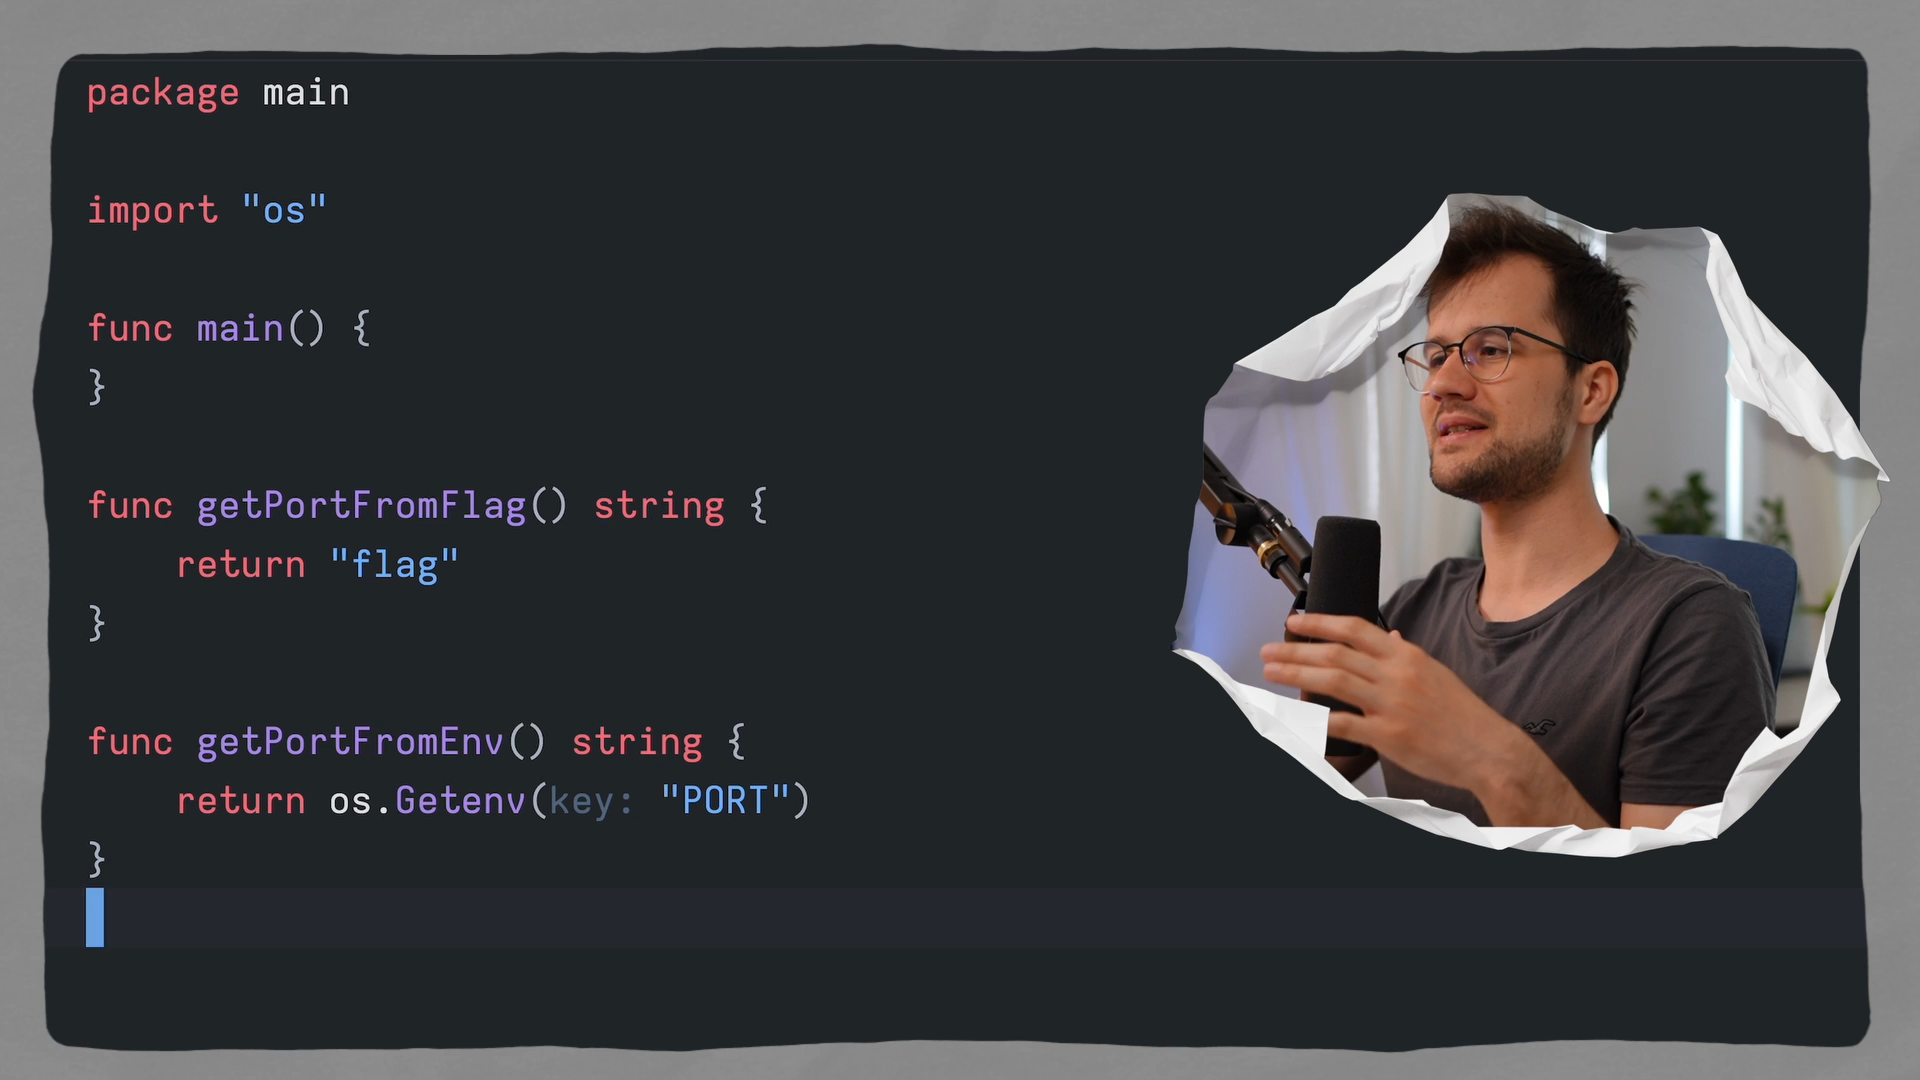 package main
import "os"
func main() {
}
func getPortFromFlag() string {
    return "flag"
}
func getPortFromEnv() string {
    return os.Getenv(key: "PORT")
}